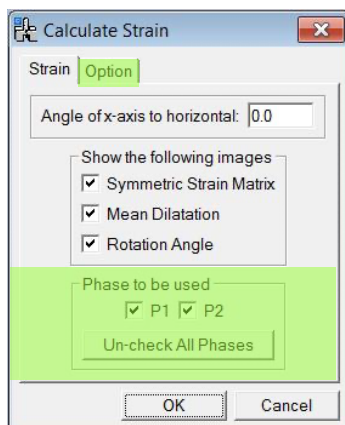 Calculate Strain
Strain Option
Angle of x-axis to horizontal: 0.0
Show the following images
Symmetric Strain Matrix
Mean Dilatation
Rotation Angle
Phase to be used
P1 P2
Un-check All Phases
OK Cancel